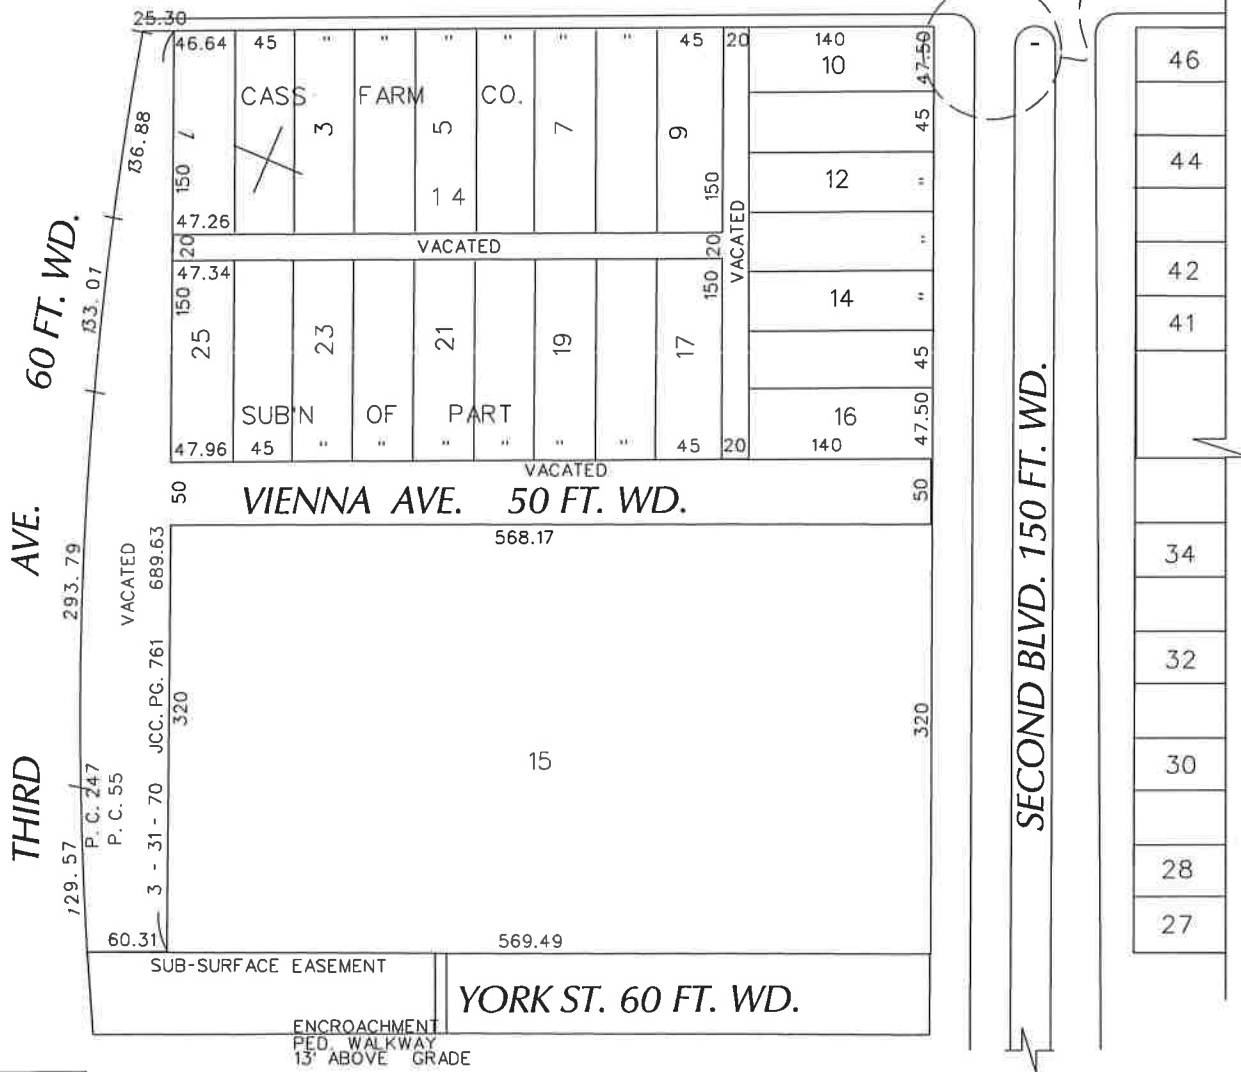 25.30
46.64 45 " " " " " " 45 20 140 47.50
10
46
CASS FARM CO.
136.88
150 1 3 5 7 9 150
45
44
12 "
14
47.26
VACATED
20 20 VACATED
"
47.34
42
150 150
14 "
133.01
60 FT. WD.
41
25 23 21 19 17
45
SUB'N OF PART
16 47.50
47.96 45 " " " " " " 45 20 140
VACATED
50 VIENNA AVE. 50 FT. WD. 50
568.17
AVE.
293.79
VACATED
689.63
34
SECOND BLVD. 150 FT. WD.
32
JCC. PG. 761
320 320
15
30
THIRD
P. C. 247
P. C. 55
3 - 31 - 70
129.57
28
27
60.31 569.49
SUB-SURFACE EASEMENT
YORK ST. 60 FT. WD.
ENCROACHMENT
PED. WALKWAY
13' ABOVE GRADE